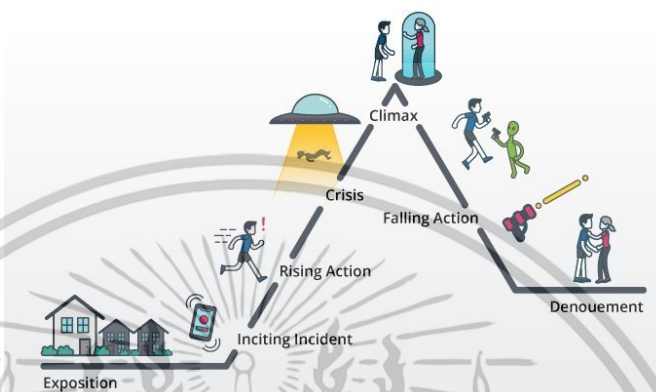 Climax
Crisis
Falling Action
Rising Action
Denouement
Inciting Incident
Exposition